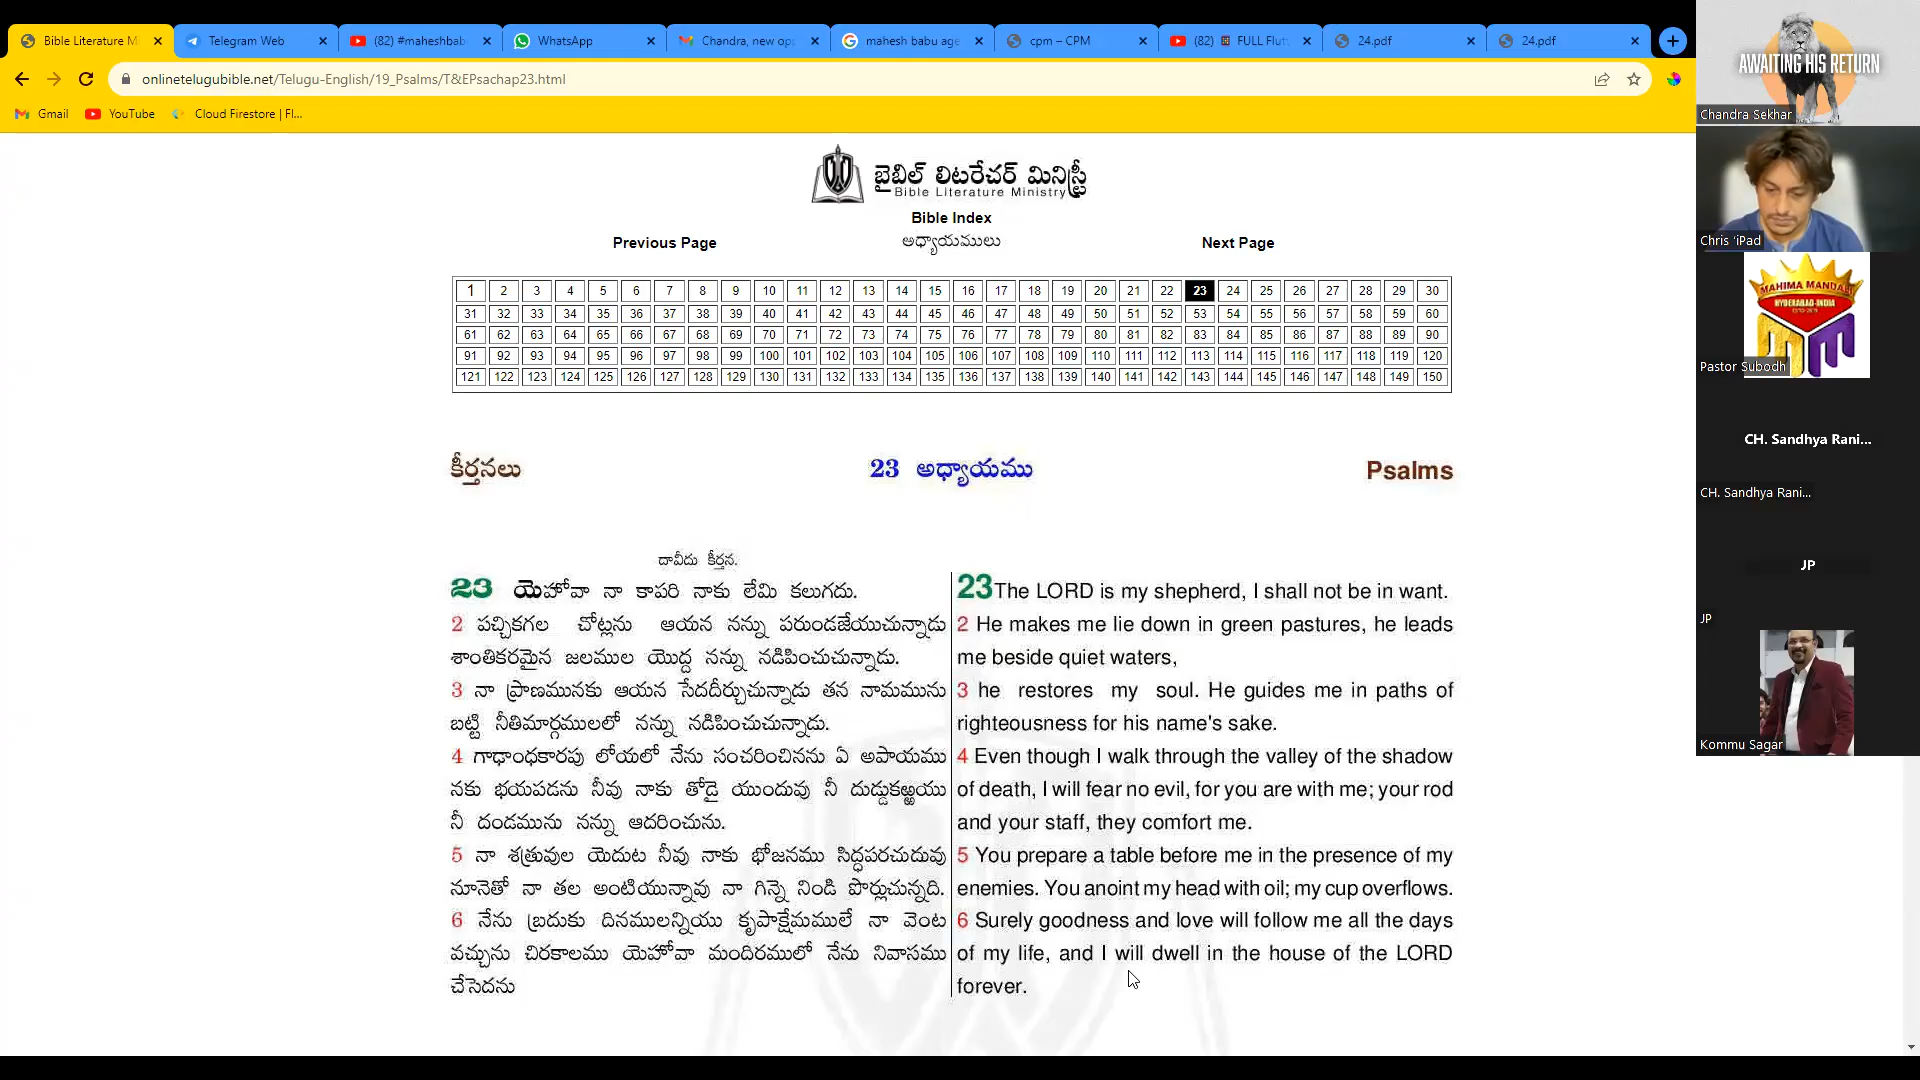 Bible Literature M
Telegram Web
(82) #maheshbab
WhatsApp
Chandra, new op
mahesh babu age
cpm – CPM
(82) FULL Flut
24.pdf
24.pdf
onlinetelugubible.net/Telugu-English/19_Psalms/T&EPsachap23.html
Gmail YouTube Cloud Firestore | Fl...
బైబిల్ లిటరేచర్ మినిస్ట్రీ
Bible Literature Ministry
Bible Index
Previous Page అధ్యాయములు Next Page
1 2 3 4 5 6 7 8 9 10 11 12 13 14 15 16 17 18 19 20 21 22 23 24 25 26 27 28 29 30
31 32 33 34 35 36 37 38 39 40 41 42 43 44 45 46 47 48 49 50 51 52 53 54 55 56 57 58 59 60
61 62 63 64 65 66 67 68 69 70 71 72 73 74 75 76 77 78 79 80 81 82 83 84 85 86 87 88 89 90
91 92 93 94 95 96 97 98 99 100 101 102 103 104 105 106 107 108 109 110 111 112 113 114 115 116 117 118 119 120
121 122 123 124 125 126 127 128 129 130 131 132 133 134 135 136 137 138 139 140 141 142 143 144 145 146 147 148 149 150
కీర్తనలు 23 అధ్యాయము Psalms
దావీదు కీర్తన.
23 యెహోవా నా కాపరి నాకు లేమి కలుగదు.
2 పచ్చికగల చోట్లను ఆయన నన్ను పరుండజేయుచున్నాడు
శాంతికరమైన జలముల యొద్ద నన్ను నడిపించుచున్నాడు.
3 నా ప్రాణమునకు ఆయన సేదదీర్చుచున్నాడు తన నామమును
బట్టి నీతిమార్గములలో నన్ను నడిపించుచున్నాడు.
4 గాఢాంధకారపు లోయలో నేను సంచరించినను ఏ అపాయము
నకు భయపడను నీవు నాకు తోడై యుందువు నీ దుడ్డుకఱ్ఱయు
నీ దండమును నన్ను ఆదరించును.
5 నా శత్రువుల యెదుట నీవు నాకు భోజనము సిద్ధపరచుదువు
నూనెతో నా తల అంటియున్నావు నా గిన్నె నిండి పొర్లుచున్నది.
6 నేను బ్రదుకు దినములన్నియు కృపాక్షేమములే నా వెంట
వచ్చును చిరకాలము యెహోవా మందిరములో నేను నివాసము
చేసెదను
23 The LORD is my shepherd, I shall not be in want.
2 He makes me lie down in green pastures, he leads
me beside quiet waters,
3 he restores my soul. He guides me in paths of
righteousness for his name's sake.
4 Even though I walk through the valley of the shadow
of death, I will fear no evil, for you are with me; your rod
and your staff, they comfort me.
5 You prepare a table before me in the presence of my
enemies. You anoint my head with oil; my cup overflows.
6 Surely goodness and love will follow me all the days
of my life, and I will dwell in the house of the LORD
forever.
AWAITING HIS RETURN
Chandra Sekhar
Chris 'iPad
MAHIMA MANDALI
HYDERABAD-INDIA
Pastor Subodh
CH. Sandhya Rani...
CH. Sandhya Rani...
JP
JP
Kommu Sagar